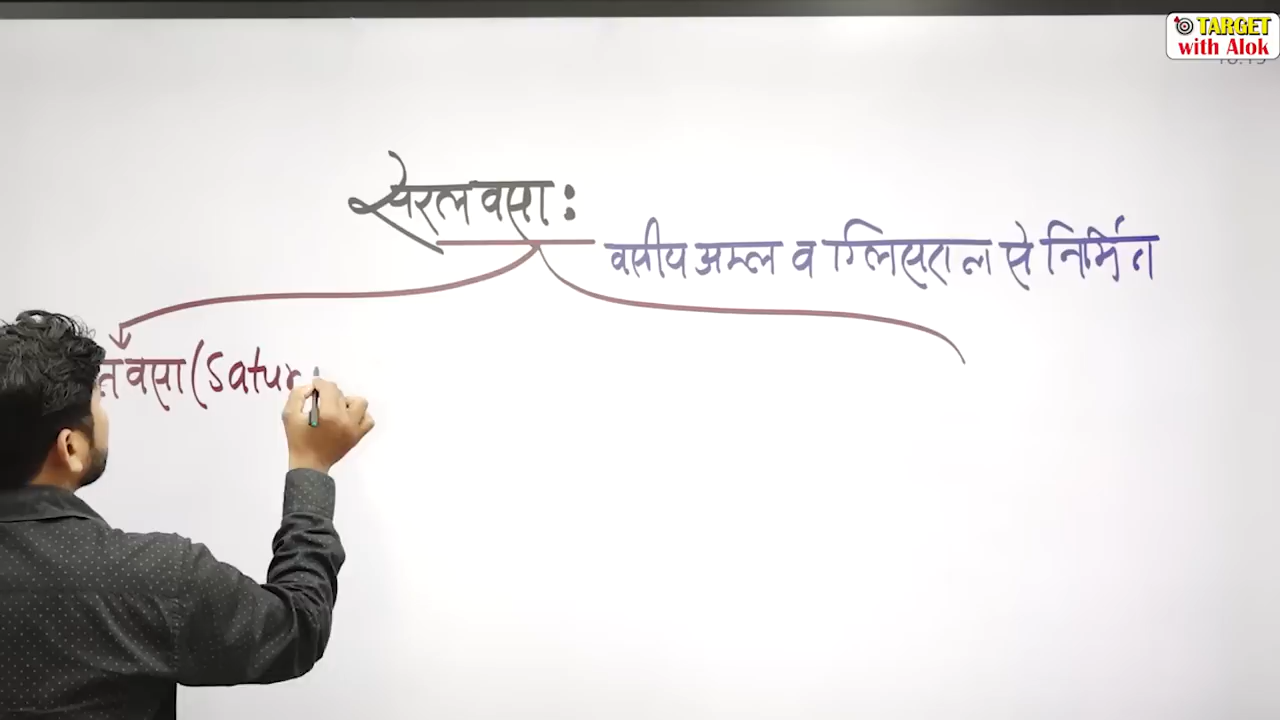 TARGET
with Alok
सरल वसा :
वसीय अम्ल व ग्लिसराल से निर्मित
वसा (Satur